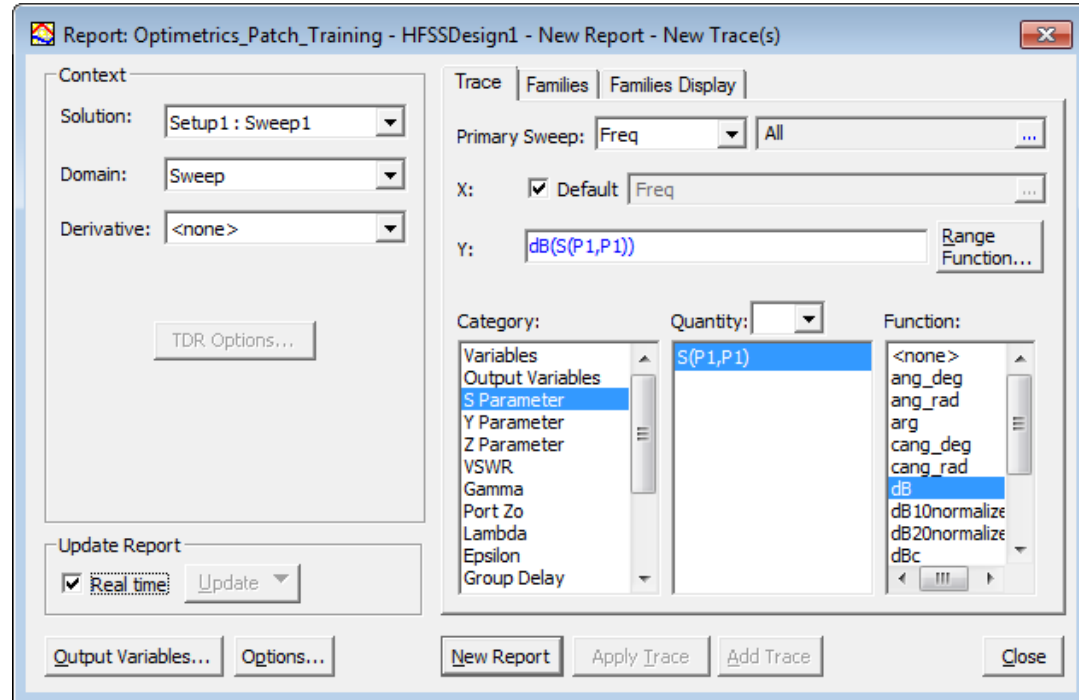 Report: Optimetrics_Patch_Training - HFSSDesign1 - New Report - New Trace(s)
Context
Solution: Setup1 : Sweep1
Domain: Sweep
Derivative: <none>
TDR Options...
Update Report
Real time Update
Output Variables... Options...
Trace Families Families Display
Primary Sweep: Freq All ...
X: Default Freq ...
Y: dB(S(P1,P1)) Range Function...
Category:
Variables
Output Variables
S Parameter
Y Parameter
Z Parameter
VSWR
Gamma
Port Zo
Lambda
Epsilon
Group Delay
Quantity:
S(P1,P1)
Function:
<none>
ang_deg
ang_rad
arg
cang_deg
cang_rad
dB
dB10normalize
dB20normalize
dBc
New Report Apply Trace Add Trace Close